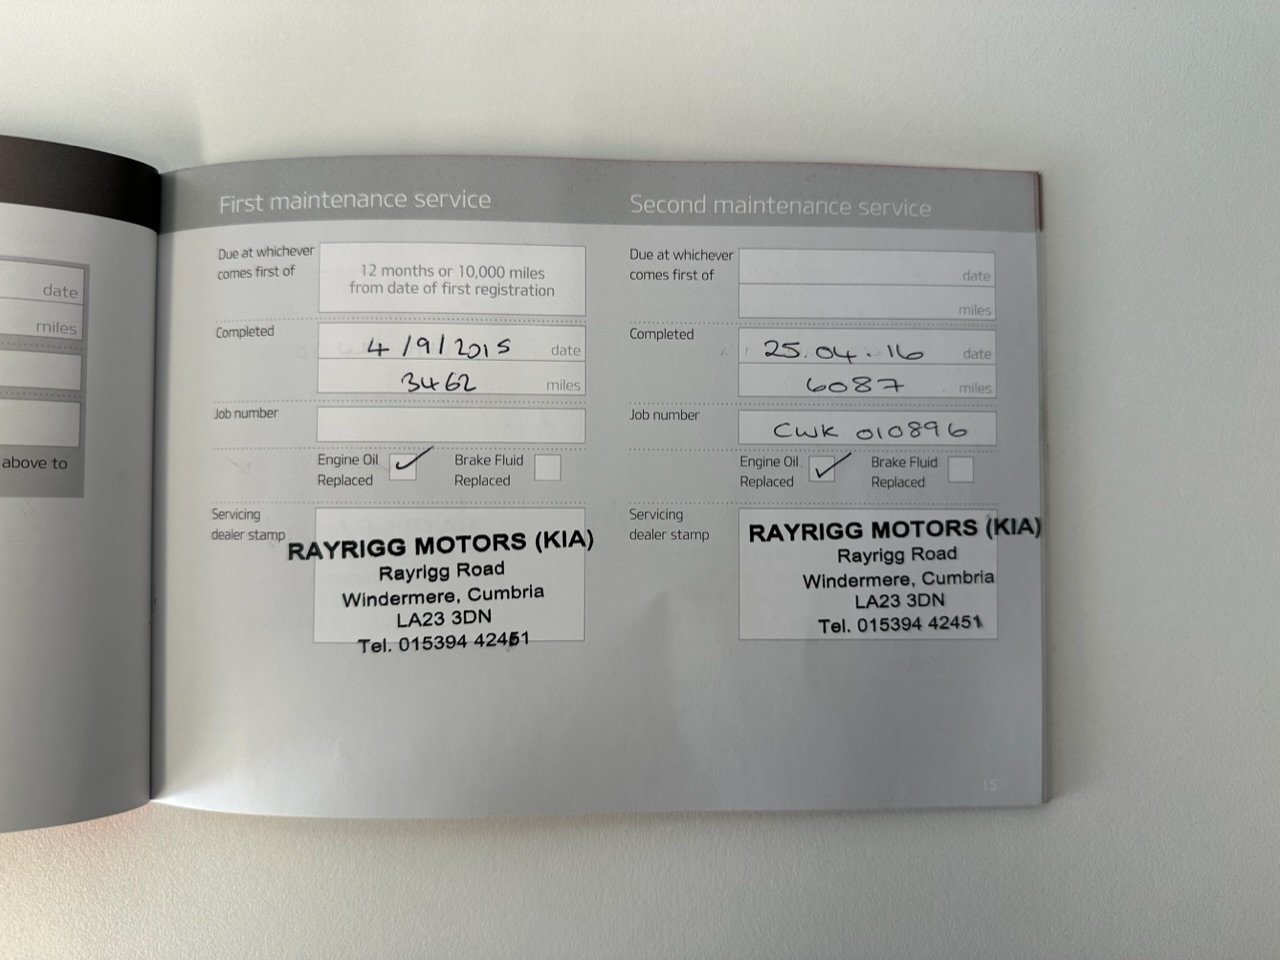 date
miles
above to
First maintenance service
Due at whichever
comes first of
12 months or 10,000 miles
from date of first registration
Completed
4/9/2015 date
3462 miles
Job number
Engine Oil
Replaced
Brake Fluid
Replaced
Servicing
dealer stamp
RAYRIGG MOTORS (KIA)
Rayrigg Road
Windermere, Cumbria
LA23 3DN
Tel. 015394 42451
Second maintenance service
Due at whichever
comes first of
date
miles
Completed
25.04.16 date
6087 miles
Job number
CWK 010896
Engine Oil
Replaced
Brake Fluid
Replaced
Servicing
dealer stamp
RAYRIGG MOTORS (KIA)
Rayrigg Road
Windermere, Cumbria
LA23 3DN
Tel. 015394 42451
15